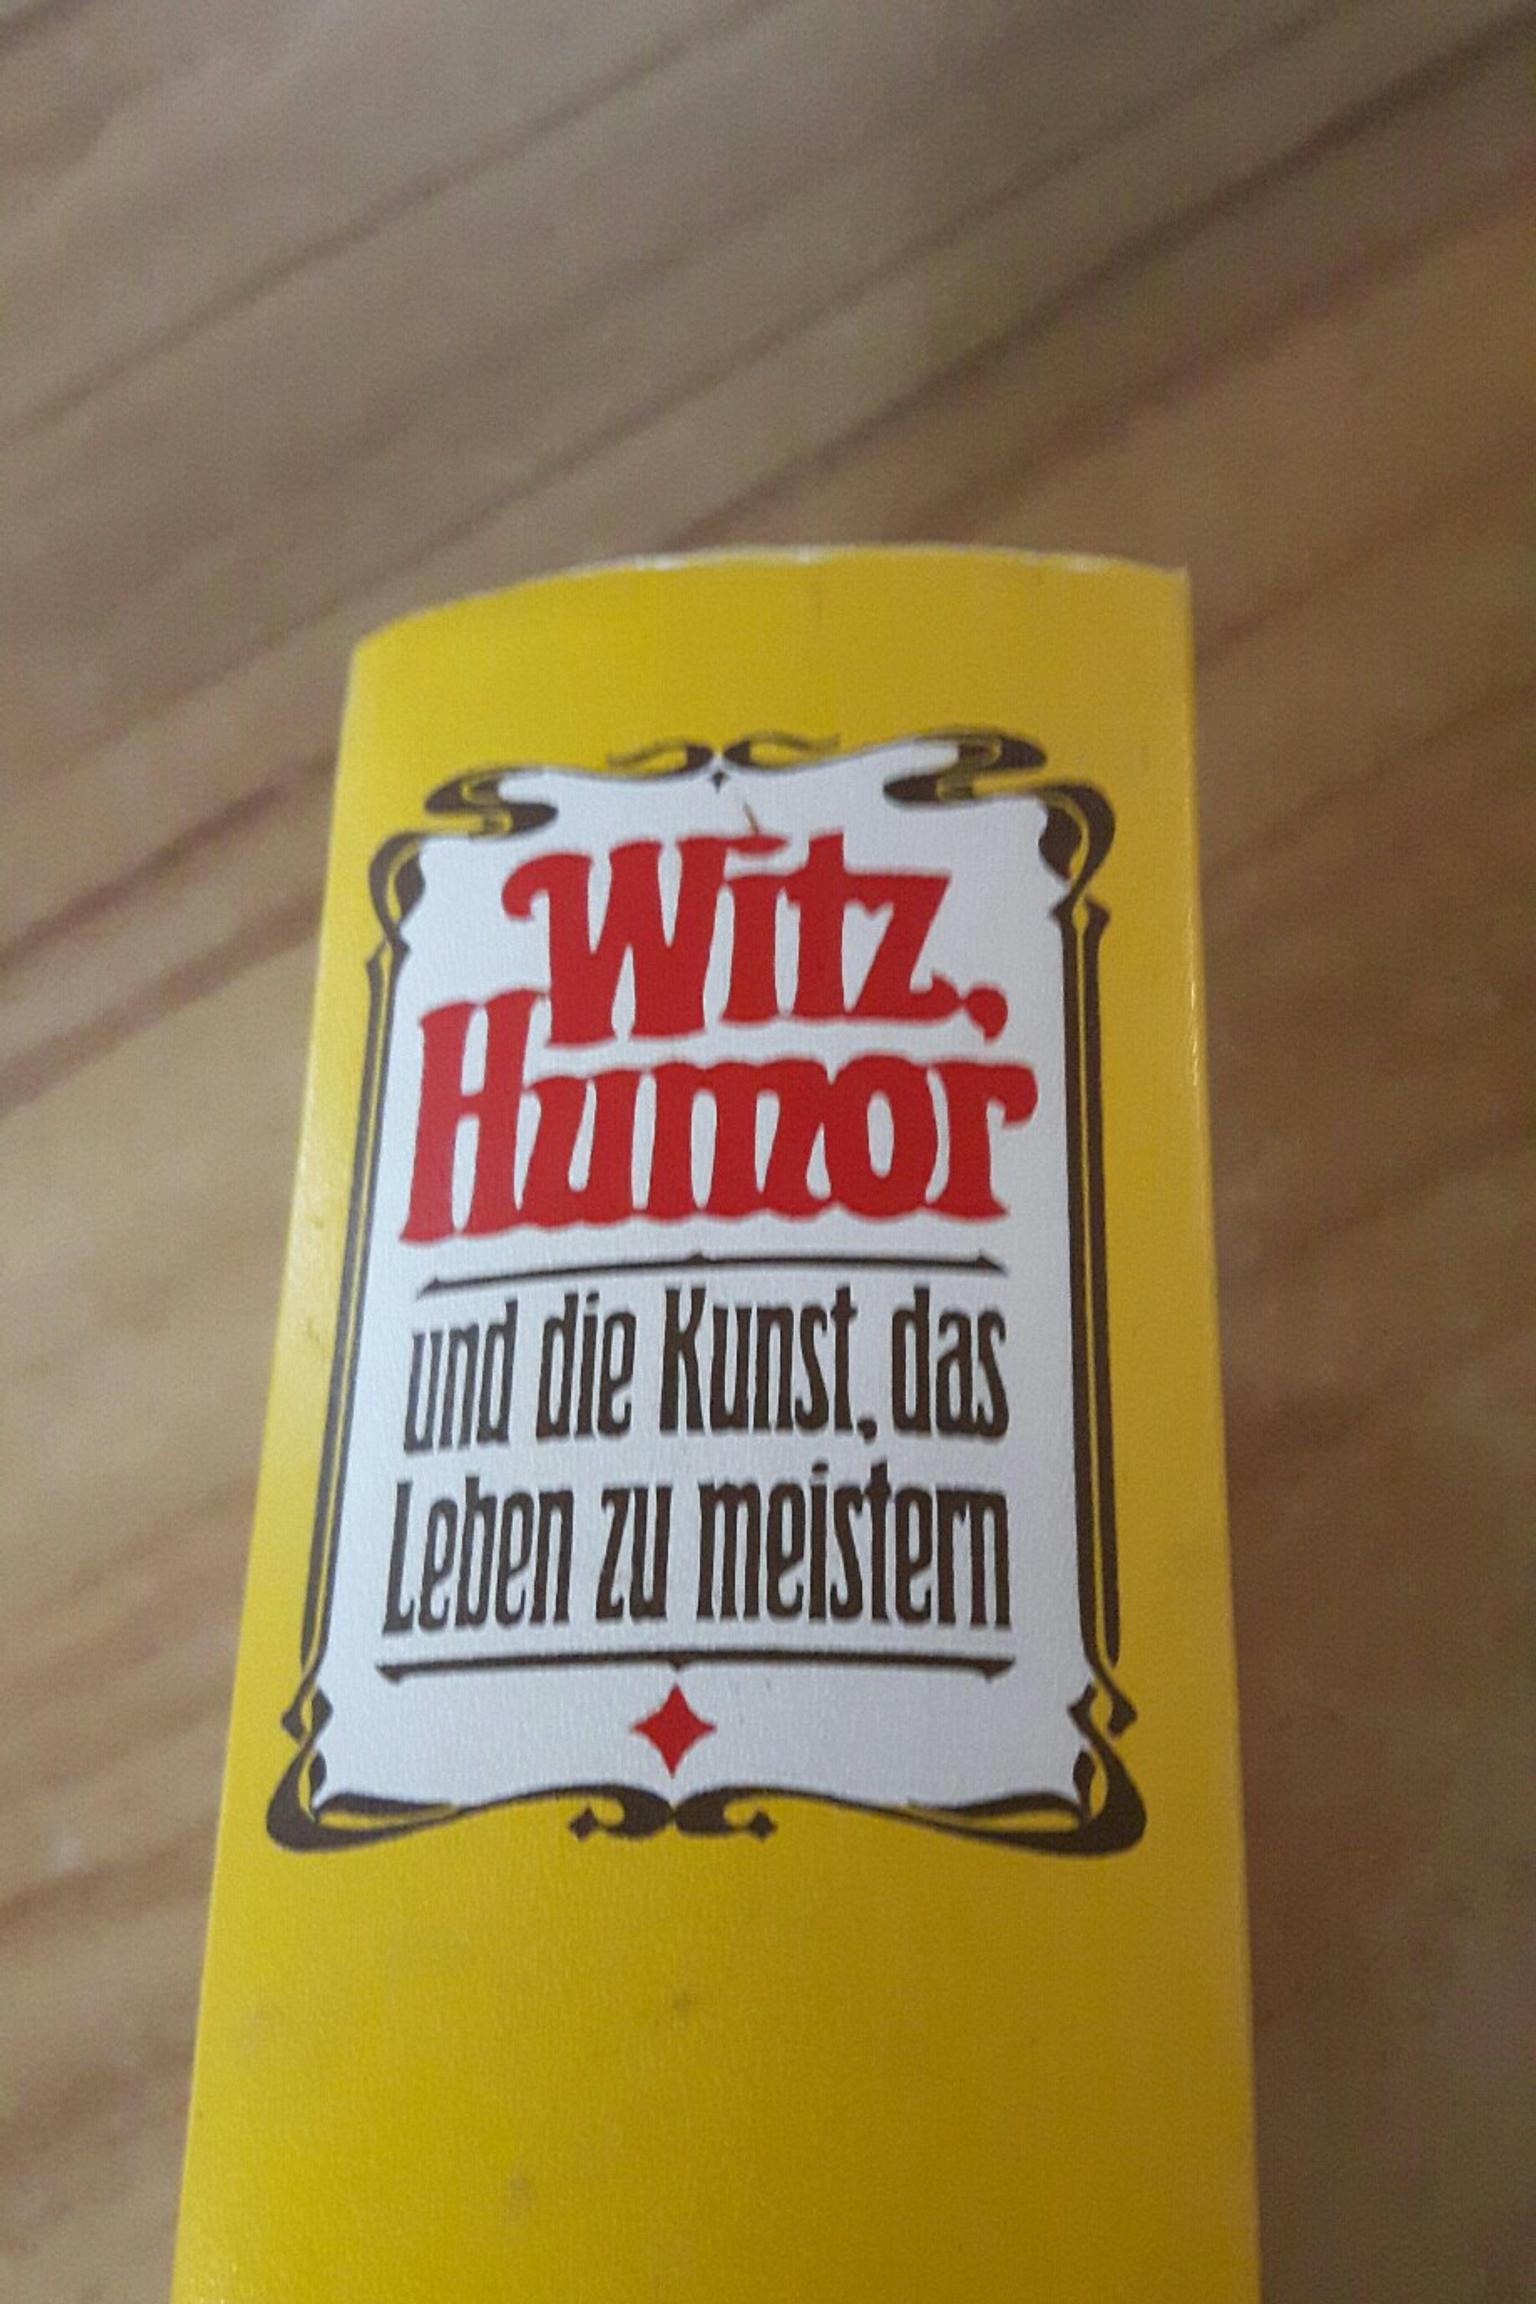 Witz,
Humor
und die Kunst, das
Leben zu meistern